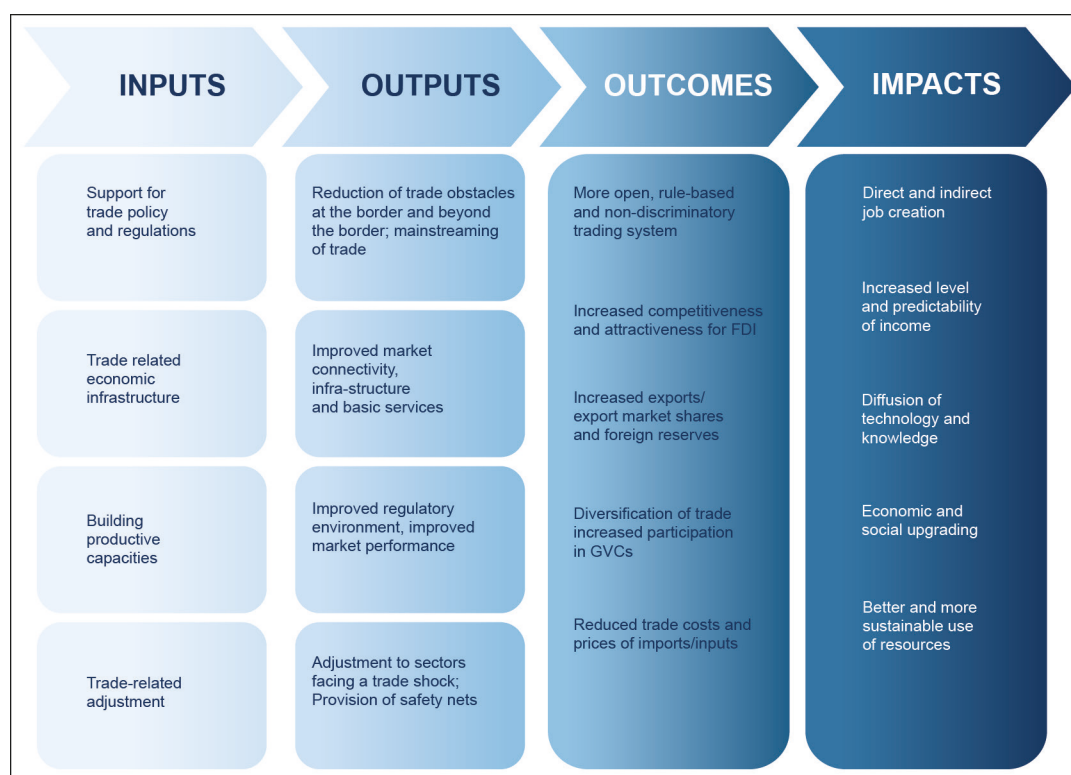 INPUTS
OUTPUTS
OUTCOMES
IMPACTS
Support for
trade policy
and regulations
Trade related
economic
infrastructure
Building
productive
capacities
Trade-related
adjustment
Reduction of trade obstacles
at the border and beyond
the border; mainstreaming
of trade
Improved market
connectivity,
infra-structure
and basic services
Improved regulatory
environment, improved
market performance
Adjustment to sectors
facing a trade shock;
Provision of safety nets
More open, rule-based
and non-discriminatory
trading system
Increased competitiveness
and attractiveness for FDI
Increased exports/
export market shares
and foreign reserves
Diversification of trade
increased participation
in GVCs
Reduced trade costs and
prices of imports/inputs
Direct and indirect
job creation
Increased level
and predictability
of income
Diffusion of
technology and
knowledge
Economic and
social upgrading
Better and more
sustainable use
of resources